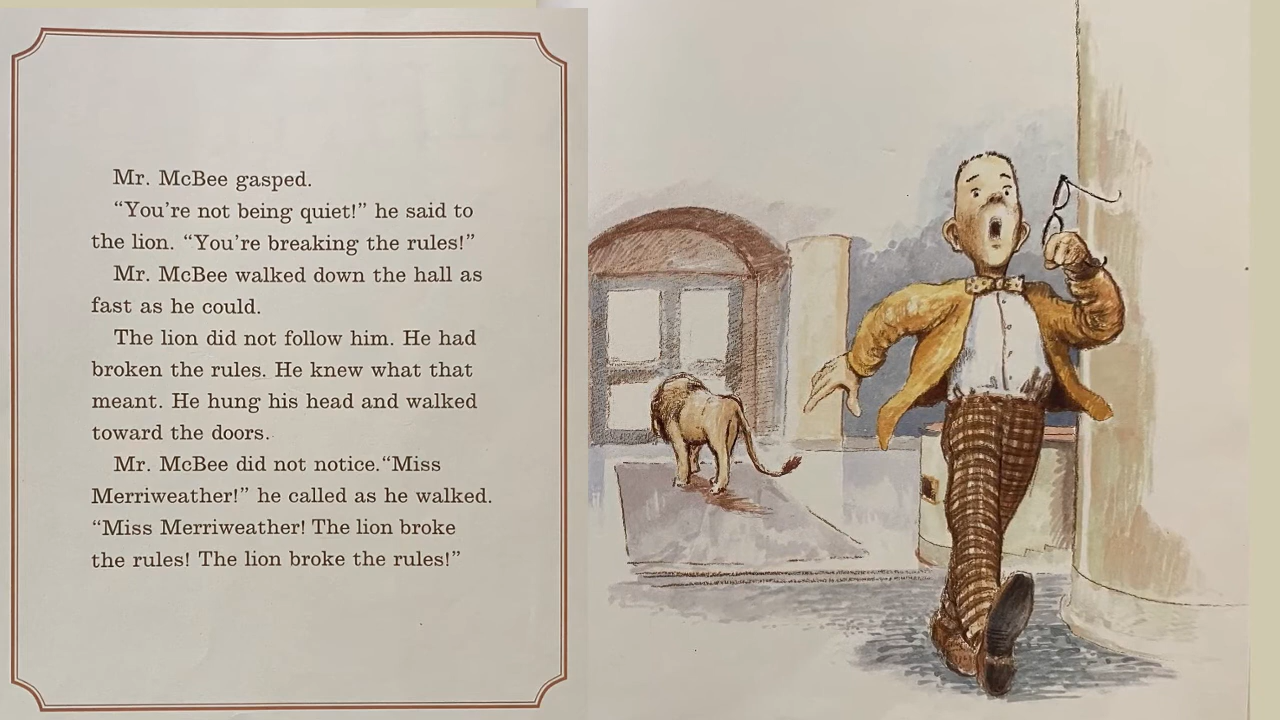 Mr. McBee gasped.
“You’re not being quiet!” he said to
the lion. “You’re breaking the rules!”
Mr. McBee walked down the hall as
fast as he could.
The lion did not follow him. He had
broken the rules. He knew what that
meant. He hung his head and walked
toward the doors.
Mr. McBee did not notice.“Miss
Merriweather!” he called as he walked.
“Miss Merriweather! The lion broke
the rules! The lion broke the rules!”